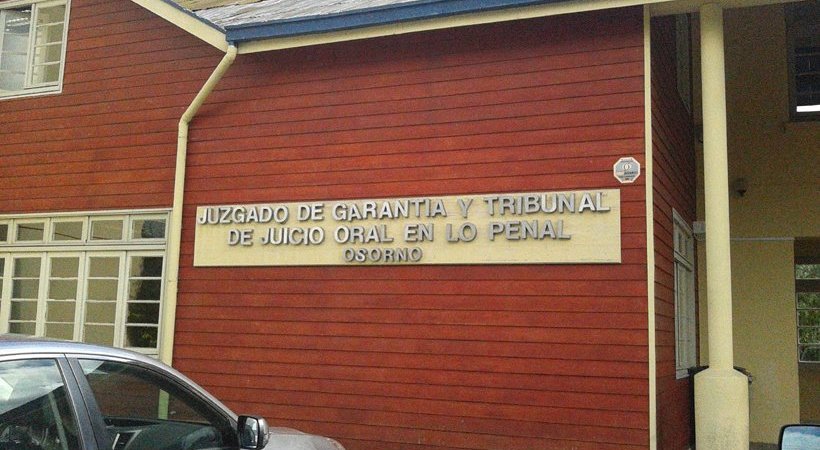 JUZGADO DE GARANTIA Y TRIBUNAL
DE JUICIO ORAL EN LO PENAL
OSORNO